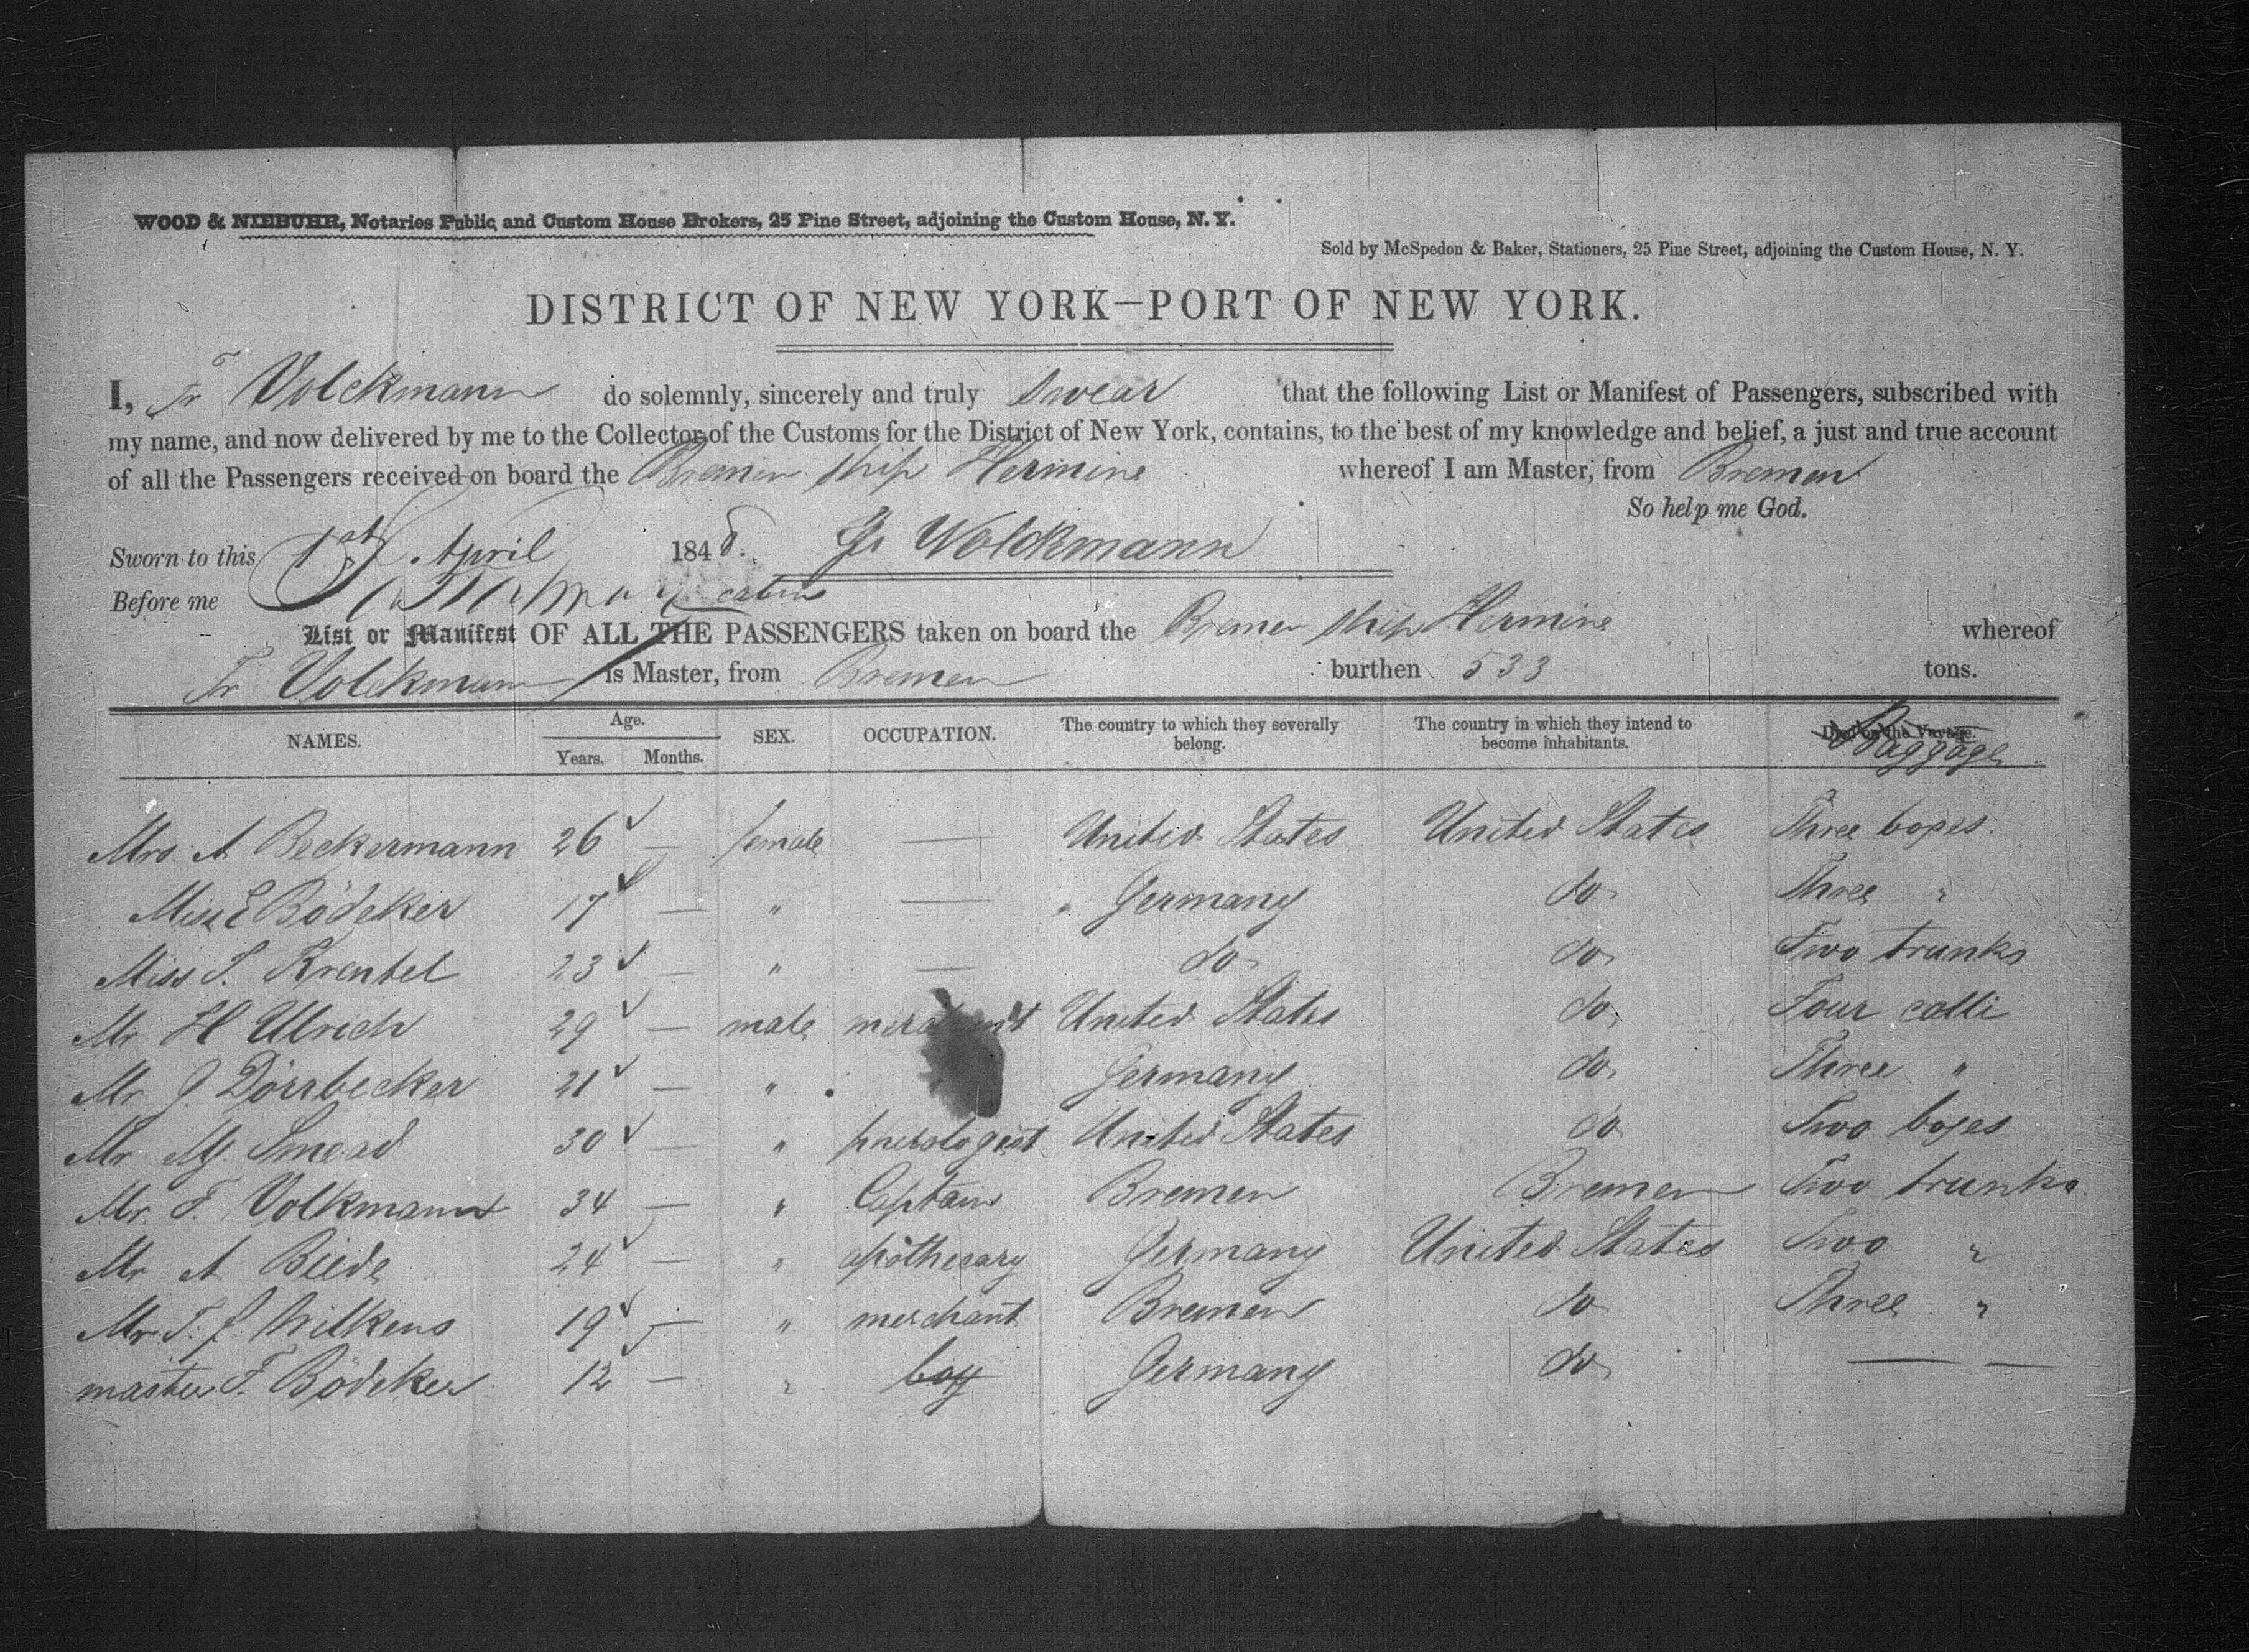 WOOD & NIEBUHR, Notaries Public and Custom House Brokers, 25 Pine Street, adjoining the Custom House, N. Y.
Sold by McSpedon & Baker, Stationers, 25 Pine Street, adjoining the Custom House, N. Y.
DISTRICT OF NEW YORK—PORT OF NEW YORK.
I, Fr Volckmann do solemnly, sincerely and truly swear that the following List or Manifest of Passengers, subscribed with
my name, and now delivered by me to the Collector of the Customs for the District of New York, contains, to the best of my knowledge and belief, a just and true account
of all the Passengers received on board the Bremen ship Hermine whereof I am Master, from Bremen
So help me God.
Sworn to this 1st April 1848. Fr Volckmann
Before me
cabin
List or Manifest OF ALL THE PASSENGERS taken on board the Bremen ship Hermine whereof
Fr Volckmann is Master, from Bremen burthen 533 tons.
NAMES. Age. Years. Months. SEX. OCCUPATION. The country to which they severally belong. The country in which they intend to become inhabitants. Died on the Voyage. Baggage
Mrs A Beckermann 26 — female — United States United States Three boxes
Miss E Bödeker 17 — " — Germany do Three "
Miss S. Krentel 23 — " — do do Two trunks
Mr H Ulrich 29 — male merchant United States do Four colli
Mr J. Dörrbecker 21 — " Germany do Three "
Mr M. Smead 30 — " United States do Two boxes
Mr. F. Volkmann 34 — " Captain Bremen Bremen Two trunks
Mr A Biede 24 — " apothecary Germany United States Two "
Mr. T. J. Wilkens 19 — " merchant Bremen do Three "
master F. Bödeker 12 — " boy Germany do — —